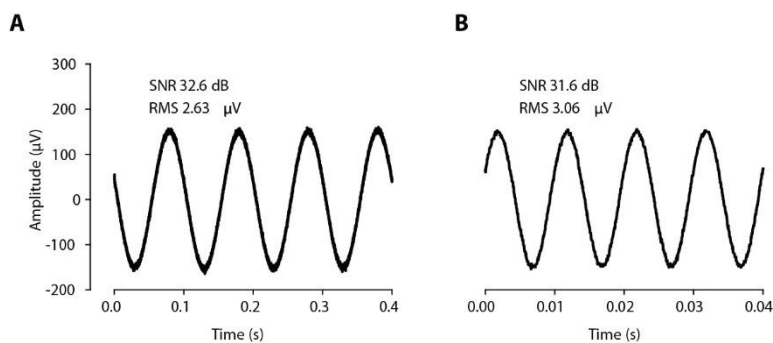 A
B
SNR 32.6 dB
RMS 2.63 µV
SNR 31.6 dB
RMS 3.06 µV
Amplitude (µV)
300
200
100
0
-100
-200
0.0 0.1 0.2 0.3 0.4
Time (s)
0.00 0.01 0.02 0.03 0.04
Time (s)